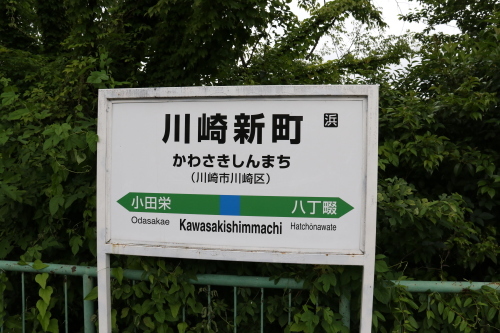 川崎新町 浜
かわさきしんまち
（川崎市川崎区）
小田栄 八丁畷
Odasakae Kawasakishimmachi Hatchōnawate